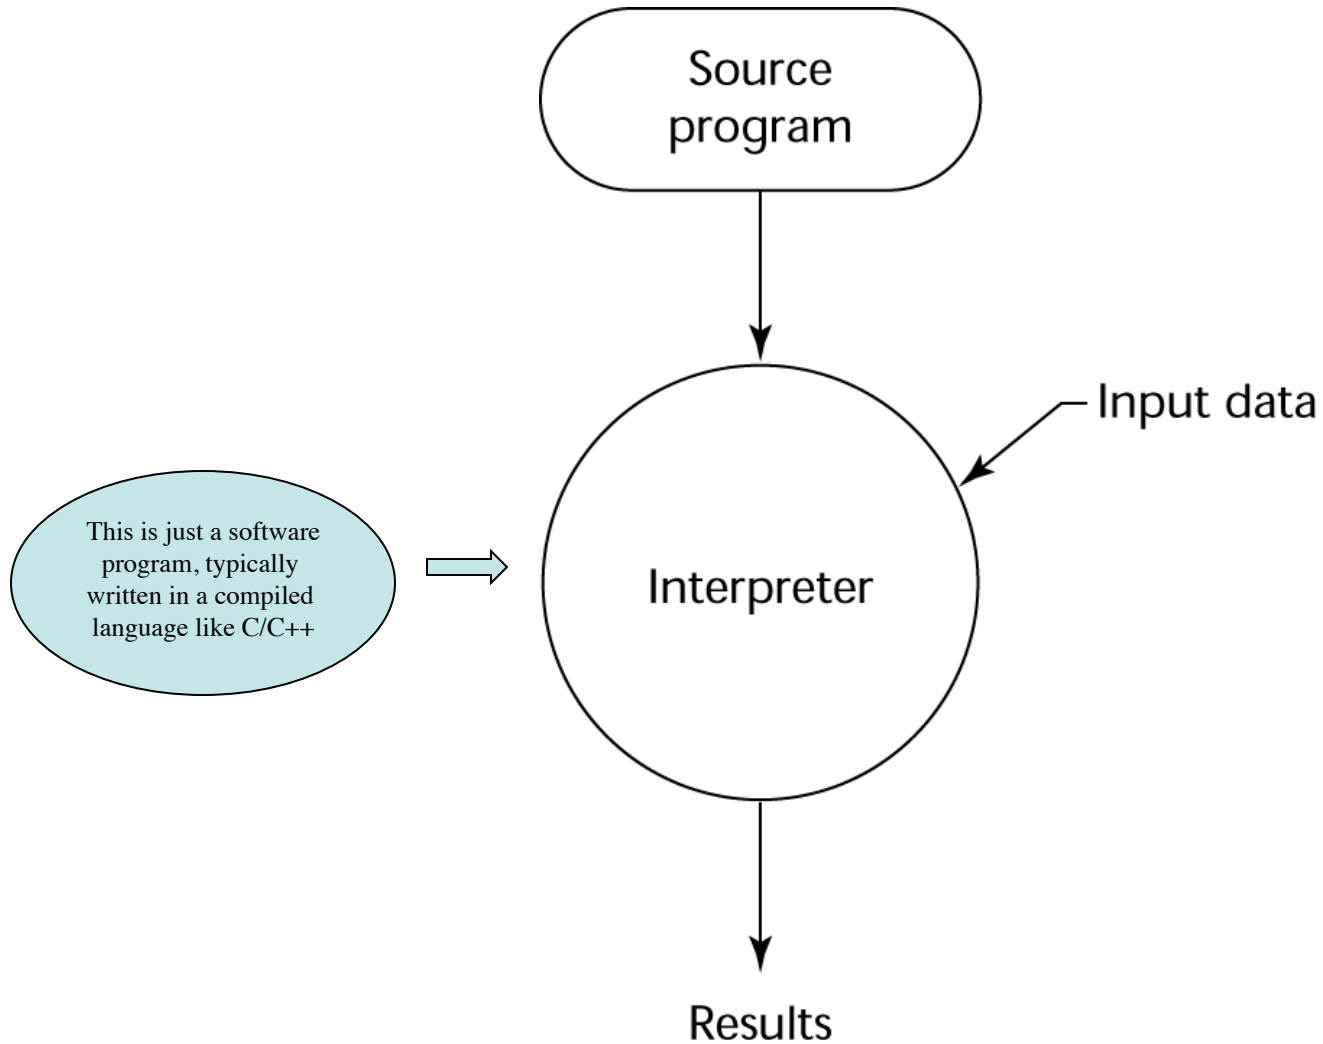 Source
program
Input data
This is just a software
program, typically
written in a compiled
language like C/C++
Interpreter
Results